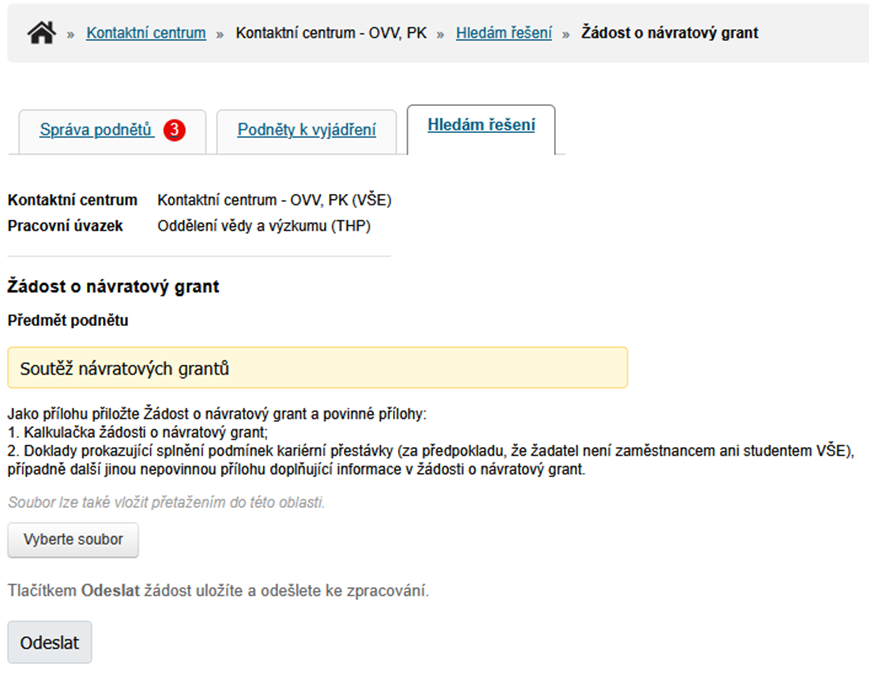 » Kontaktní centrum » Kontaktní centrum - OVV, PK » Hledám řešení » Žádost o návratový grant
Správa podnětů 3 Podněty k vyjádření Hledám řešení
Kontaktní centrum Kontaktní centrum - OVV, PK (VŠE)
Pracovní úvazek Oddělení vědy a výzkumu (THP)
Žádost o návratový grant
Předmět podnětu
Soutěž návratových grantů
Jako přílohu přiložte Žádost o návratový grant a povinné přílohy:
1. Kalkulačka žádosti o návratový grant;
2. Doklady prokazující splnění podmínek kariérní přestávky (za předpokladu, že žadatel není zaměstnancem ani studentem VŠE),
případně další jinou nepovinnou přílohu doplňující informace v žádosti o návratový grant.
Soubor lze také vložit přetažením do této oblasti.
Vyberte soubor
Tlačítkem Odeslat žádost uložíte a odešlete ke zpracování.
Odeslat